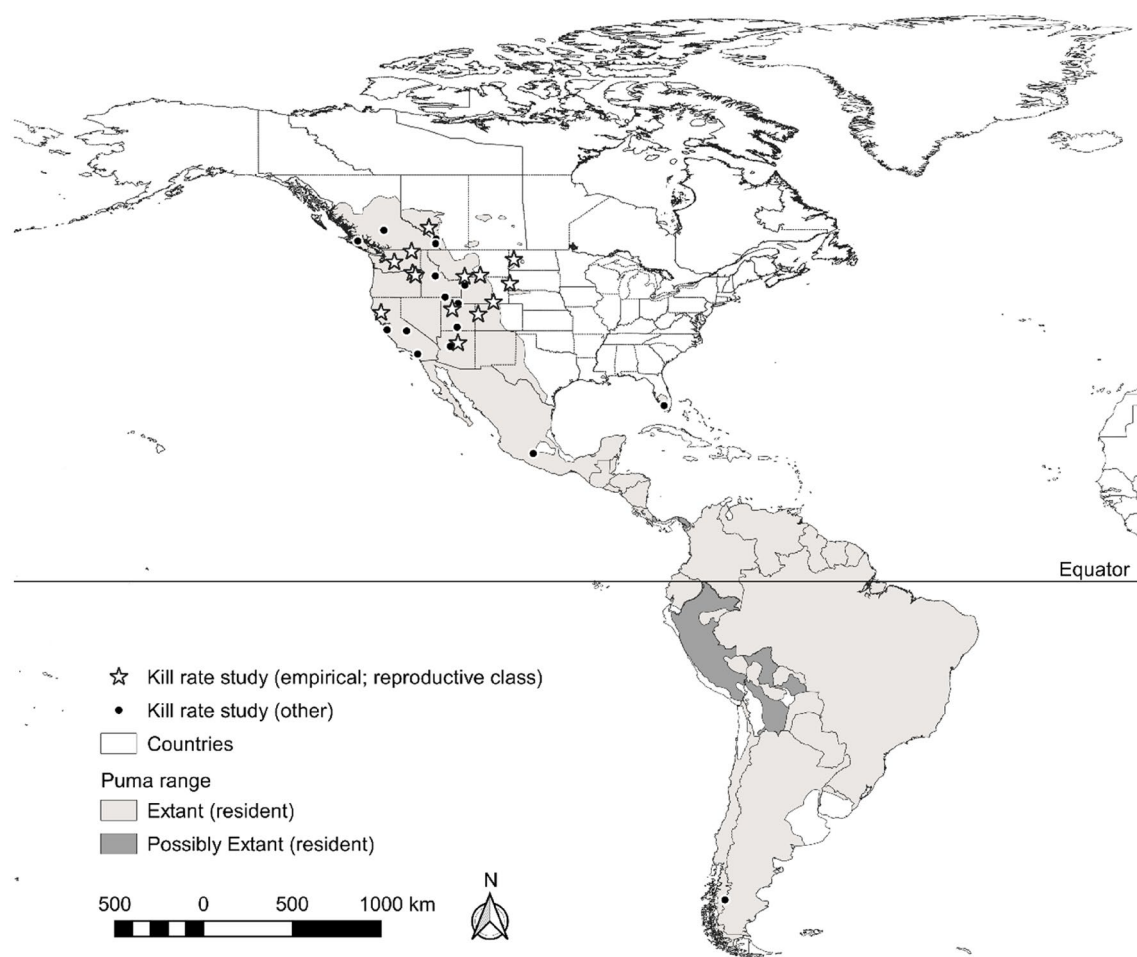 Equator
Kill rate study (empirical; reproductive class)
Kill rate study (other)
Countries
Puma range
Extant (resident)
Possibly Extant (resident)
500 0 500 1000 km
N